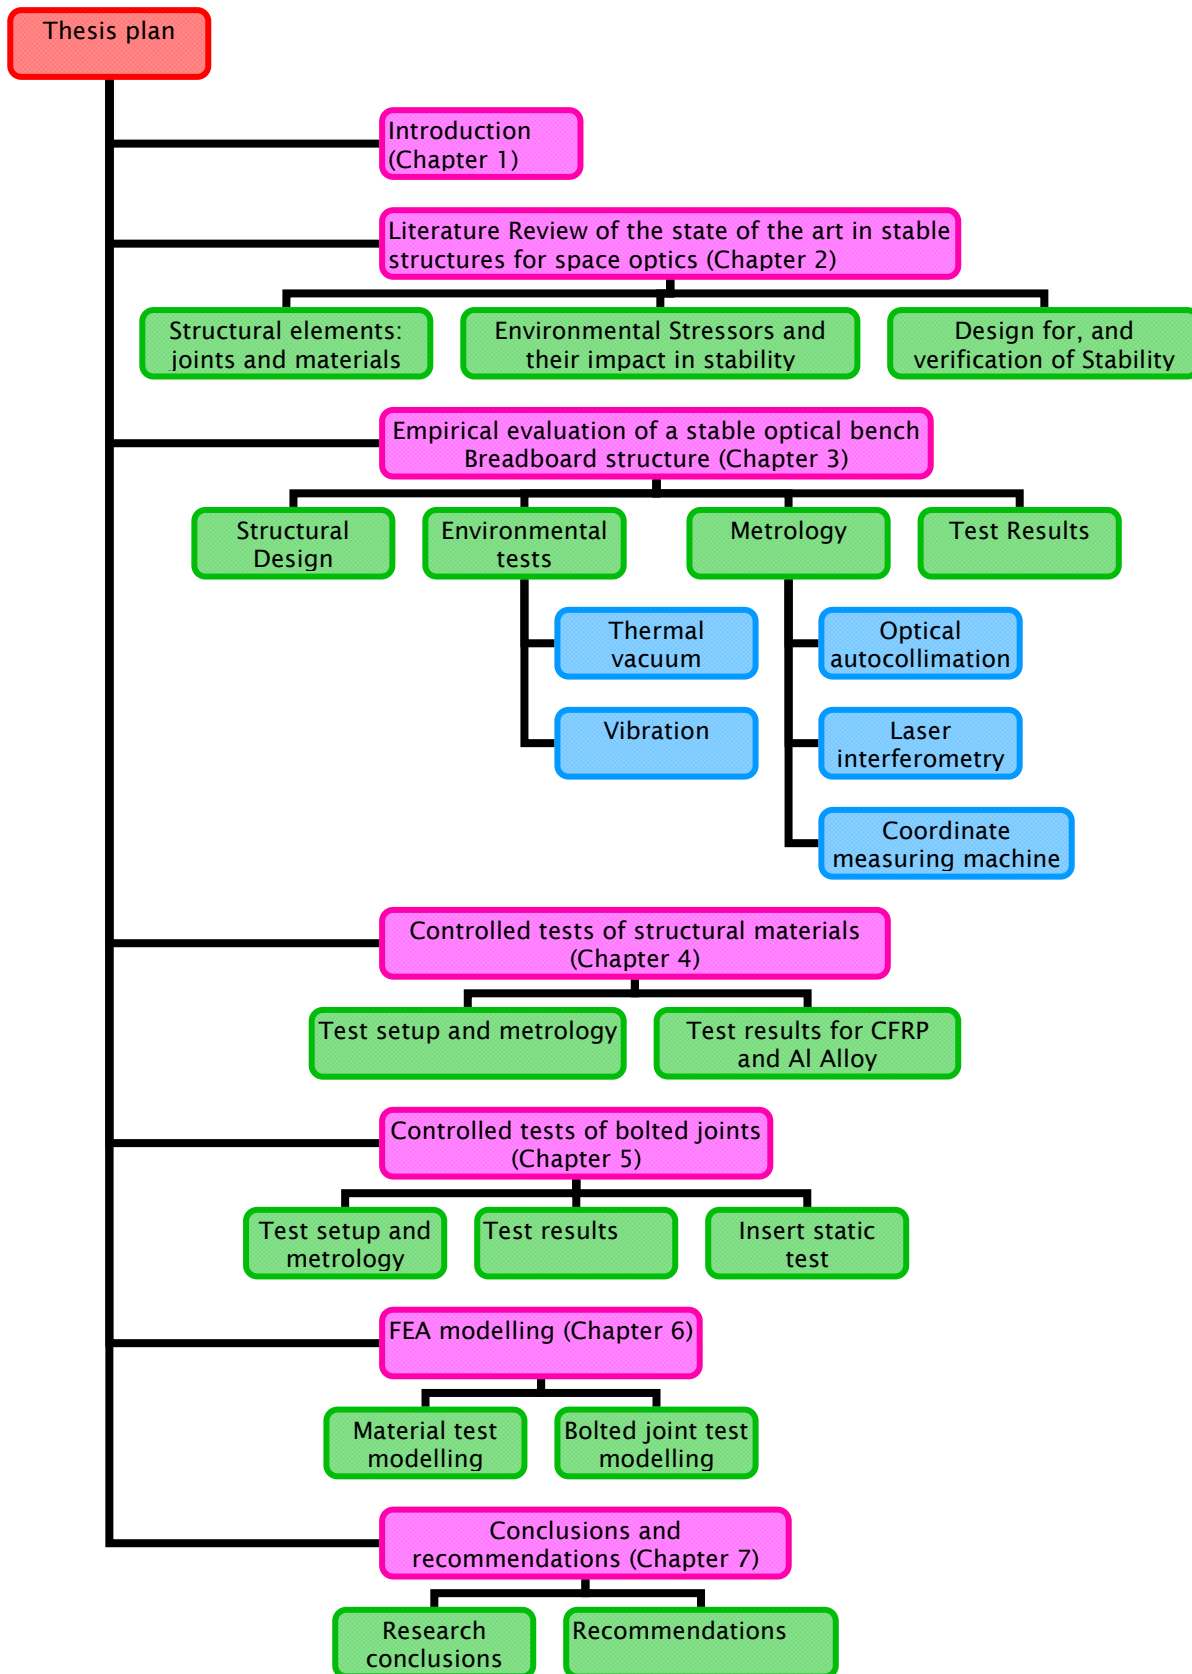 Thesis plan
Introduction
(Chapter 1)
Literature Review of the state of the art in stable
structures for space optics (Chapter 2)
Structural elements:
joints and materials
Environmental Stressors and
their impact in stability
Design for, and
verification of Stability
Empirical evaluation of a stable optical bench
Breadboard structure (Chapter 3)
Structural
Design
Environmental
tests
Metrology
Test Results
Thermal
vacuum
Optical
autocollimation
Vibration
Laser
interferometry
Coordinate
measuring machine
Controlled tests of structural materials
(Chapter 4)
Test setup and metrology
Test results for CFRP
and Al Alloy
Controlled tests of bolted joints
(Chapter 5)
Test setup and
metrology
Test results
Insert static
test
FEA modelling (Chapter 6)
Material test
modelling
Bolted joint test
modelling
Conclusions and
recommendations (Chapter 7)
Research
conclusions
Recommendations